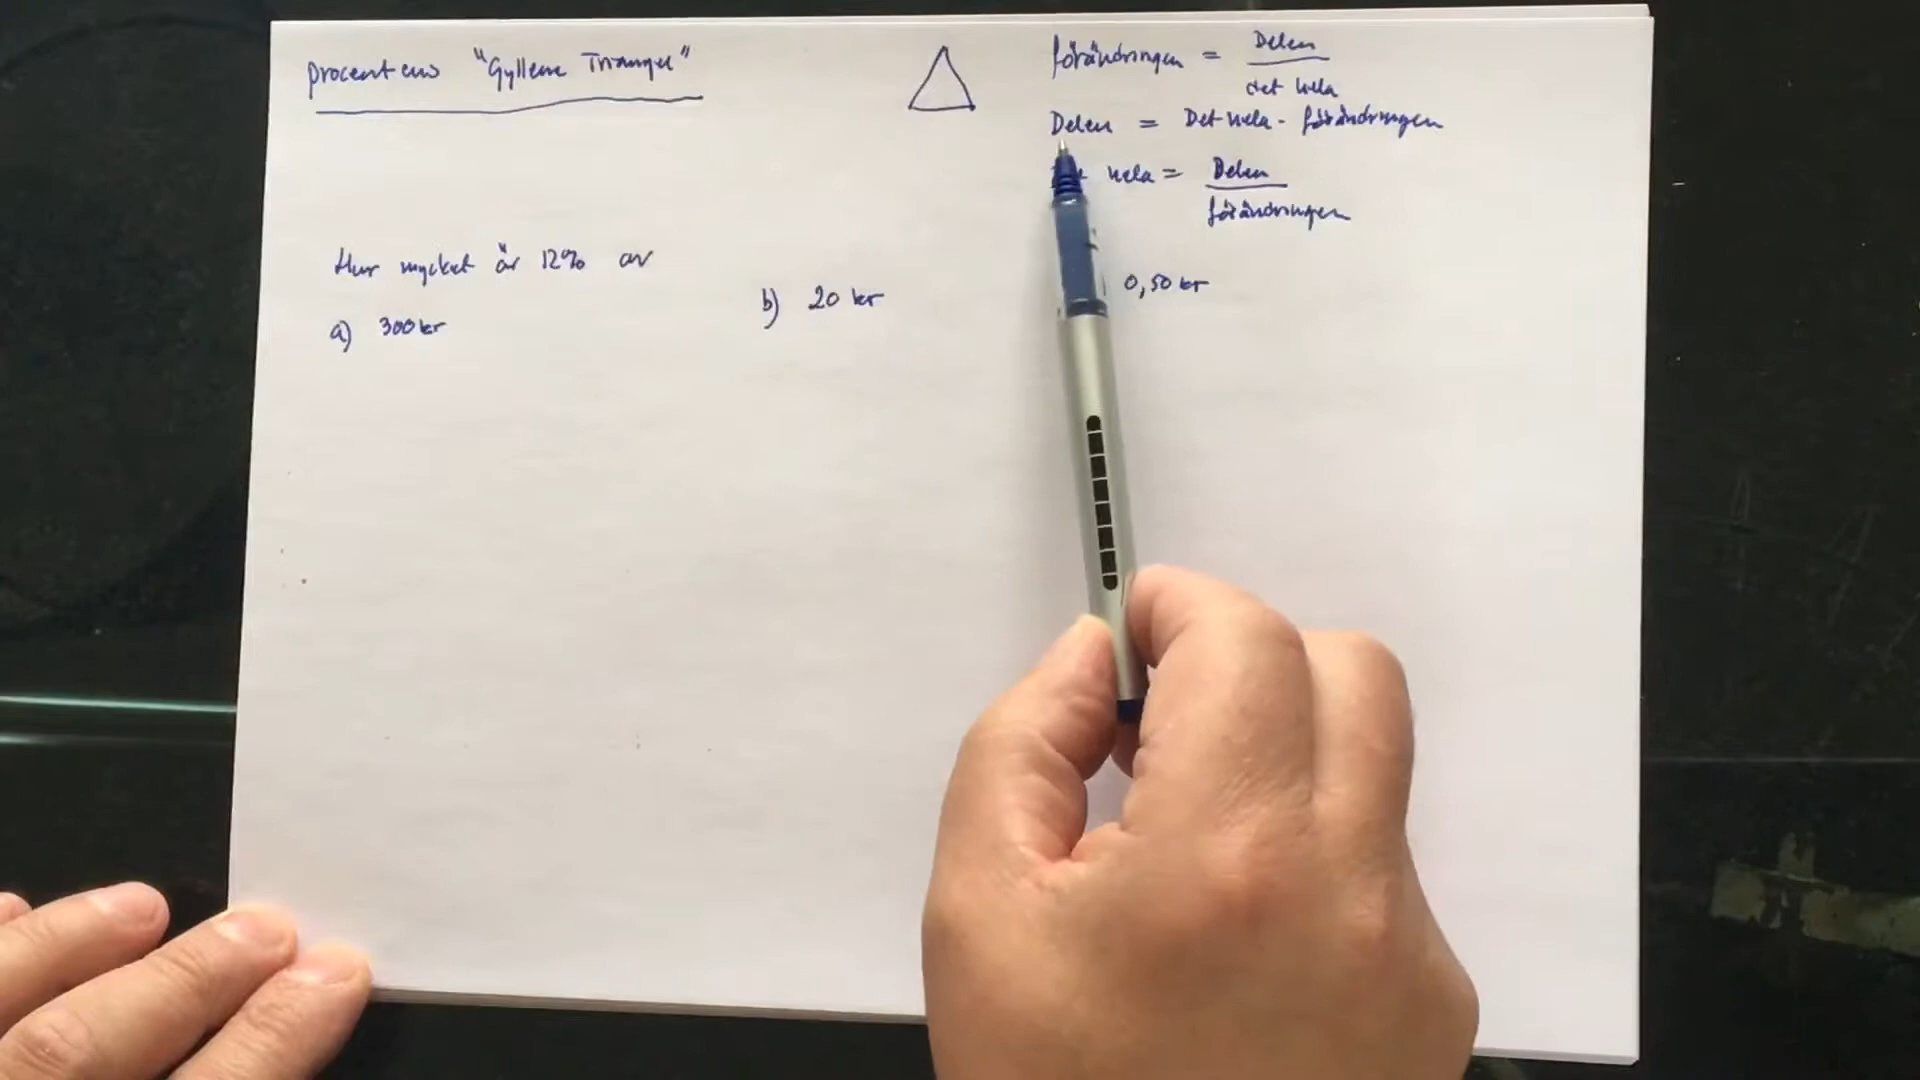 Procentens "Gyllene Triangel"
förändringen = Delen / det hela
Delen = Det hela · förändringen
hela = Delen / förändringen
Hur mycket är 12% av
a) 300 kr
b) 20 kr
0,50 kr